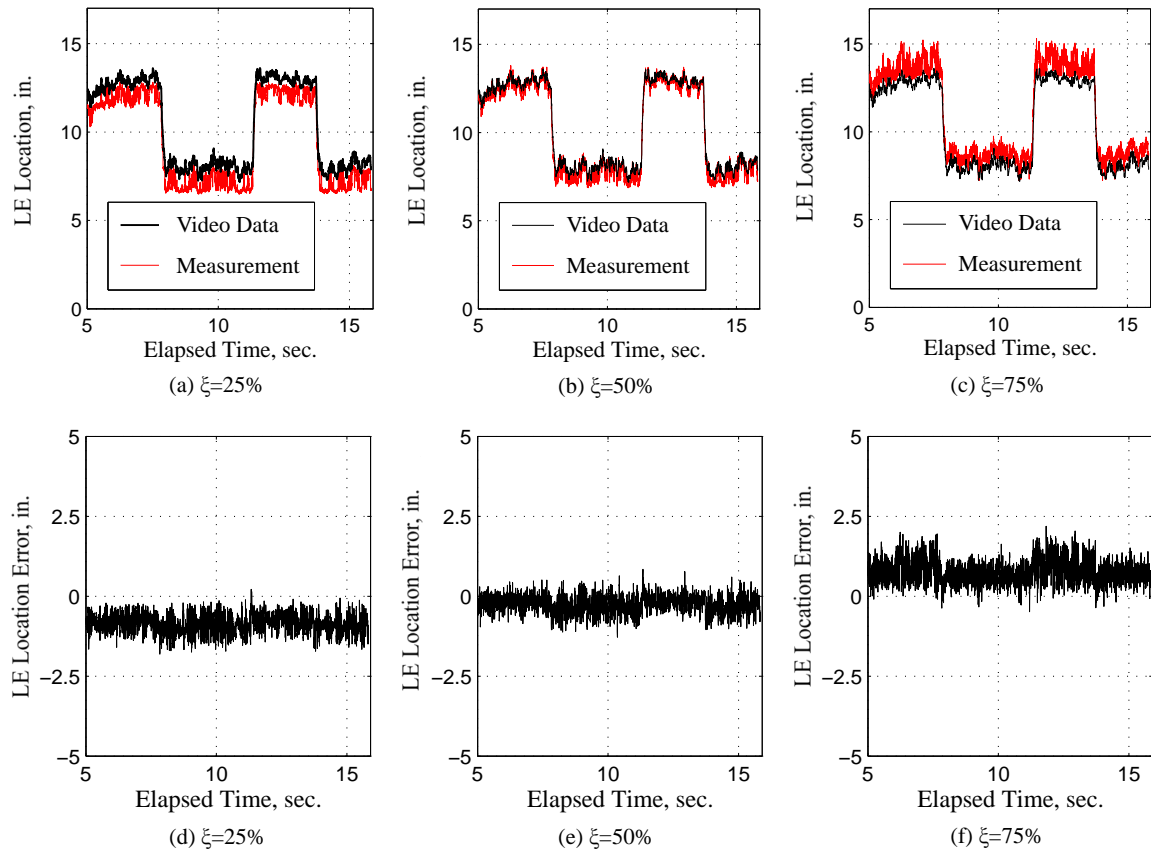 15
10
5
0
LE Location, in.
Video Data
Measurement
5
10
15
Elapsed Time, sec.
(a) ξ=25%
15
10
5
0
LE Location, in.
Video Data
Measurement
5
10
15
Elapsed Time, sec.
(b) ξ=50%
15
10
5
0
LE Location, in.
Video Data
Measurement
5
10
15
Elapsed Time, sec.
(c) ξ=75%
5
2.5
0
−2.5
−5
LE Location Error, in.
5
10
15
Elapsed Time, sec.
(d) ξ=25%
5
2.5
0
−2.5
−5
LE Location Error, in.
5
10
15
Elapsed Time, sec.
(e) ξ=50%
5
2.5
0
−2.5
−5
LE Location Error, in.
5
10
15
Elapsed Time, sec.
(f) ξ=75%